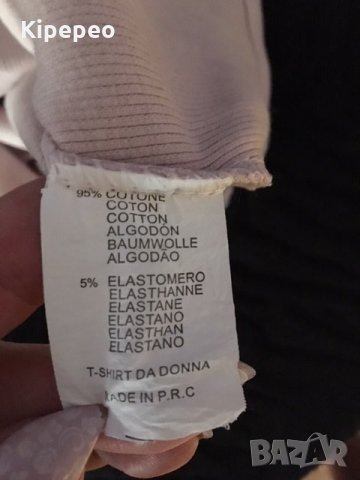 Kipepeo
95% COTONE
COTON
COTTON
ALGODÓN
BAUMWOLLE
ALGODÃO
5% ELASTOMERO
ELASTHANNE
ELASTANE
ELASTANO
ELASTHAN
ELASTANO
T-SHIRT DA DONNA
MADE IN P.R.C
BAZAR